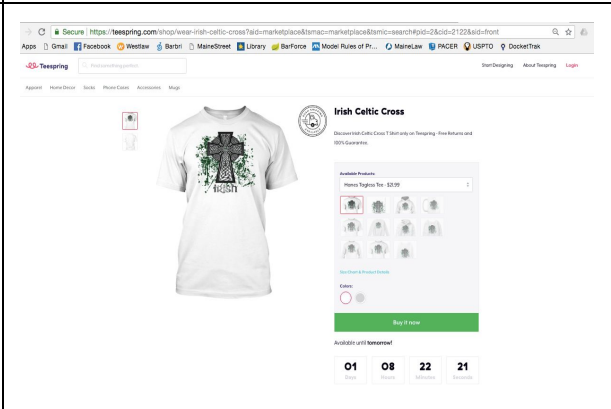 Secure | https://teespring.com/shop/wear-irish-celtic-cross?aid=marketplace&tsmac=marketplace&tsmic=search#pid=2&cid=2122&sid=front
Apps Gmail Facebook Westlaw Barbri MaineStreet Library BarForce Model Rules of Pr... MaineLaw PACER USPTO DocketTrak
Teespring
Start Designing About Teespring Login
Apparel Home Decor Socks Phone Cases Accessories Mugs
Irish Celtic Cross
Discover Irish Celtic Cross T Shirt only on Teespring - Free Returns and
100% Guarantee.
Available Products:
Hanes Tagless Tee - $21.99
Size Chart & Product Details
Colors:
Buy it now
Available until tomorrow!
01 08 22 21
Days Hours Minutes Seconds
IRISH